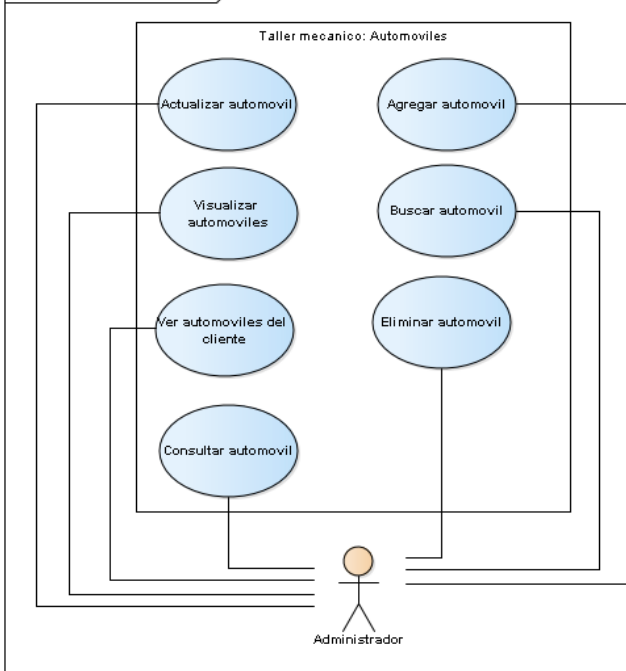 Taller mecanico: Automoviles
Actualizar automovil
Agregar automovil
Visualizar
automoviles
Buscar automovil
Ver automoviles del
cliente
Eliminar automovil
Consultar automovil
Administrador